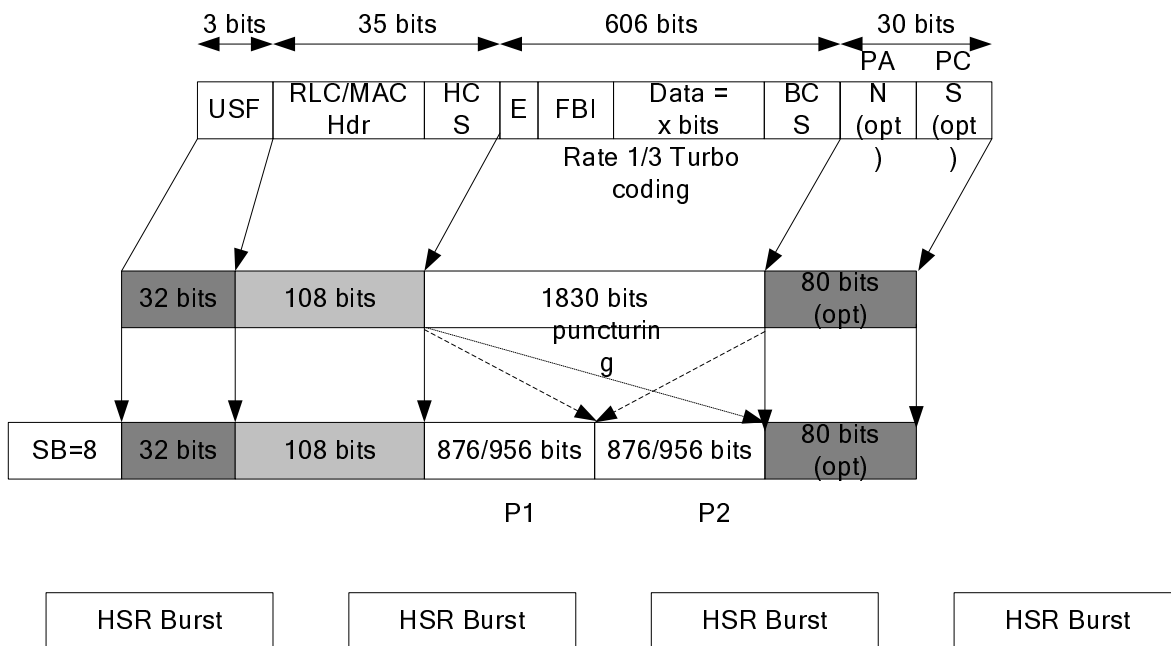 3 bits 35 bits 606 bits 30 bits
USF
RLC/MAC
Hdr
HC
S
E
FBI
Data =
x bits
BC
S
PA
N
(opt
)
PC
S
(opt
)
Rate 1/3 Turbo
coding
32 bits
108 bits
1830 bits
80 bits
(opt)
puncturin
g
SB=8
32 bits
108 bits
876/956 bits
876/956 bits
80 bits
(opt)
P1 P2
HSR Burst HSR Burst HSR Burst HSR Burst